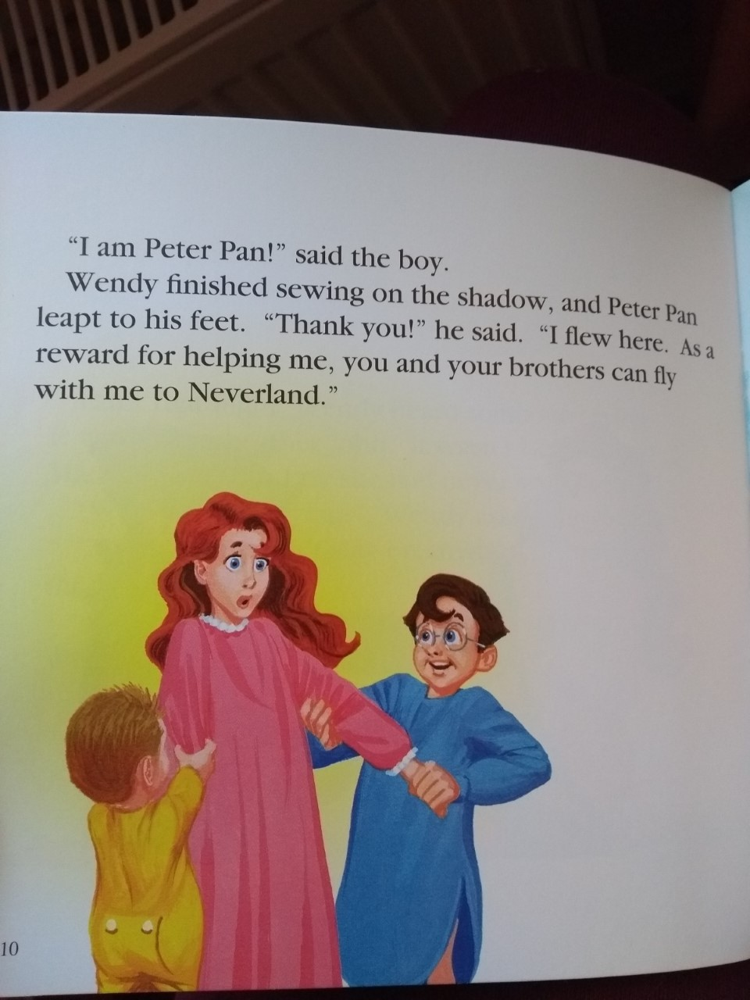 “I am Peter Pan!” said the boy.
Wendy finished sewing on the shadow, and Peter Pan
leapt to his feet. “Thank you!” he said. “I flew here. As a
reward for helping me, you and your brothers can fly
with me to Neverland.”
10